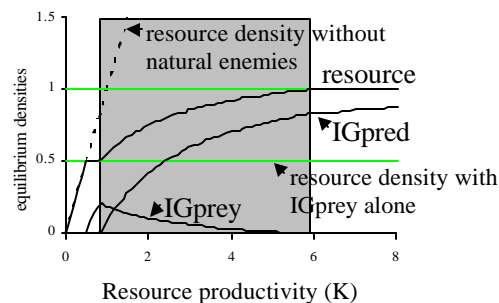 1.5
resource density without
natural enemies
resource
1
IGpred
equilibrium densities
0.5
resource density with
IGprey alone
IGprey
0
0
2
4
6
8
Resource productivity (K)